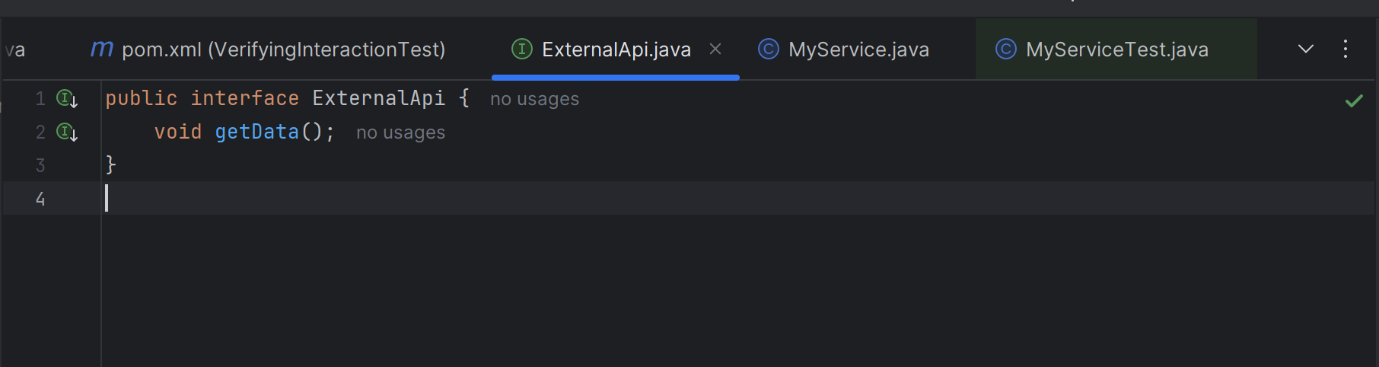 ava
m pom.xml (VerifyingInteractionTest)
I ExternalApi.java
C MyService.java
C MyServiceTest.java
1 I public interface ExternalApi { no usages
2 I void getData(); no usages
3 }
4